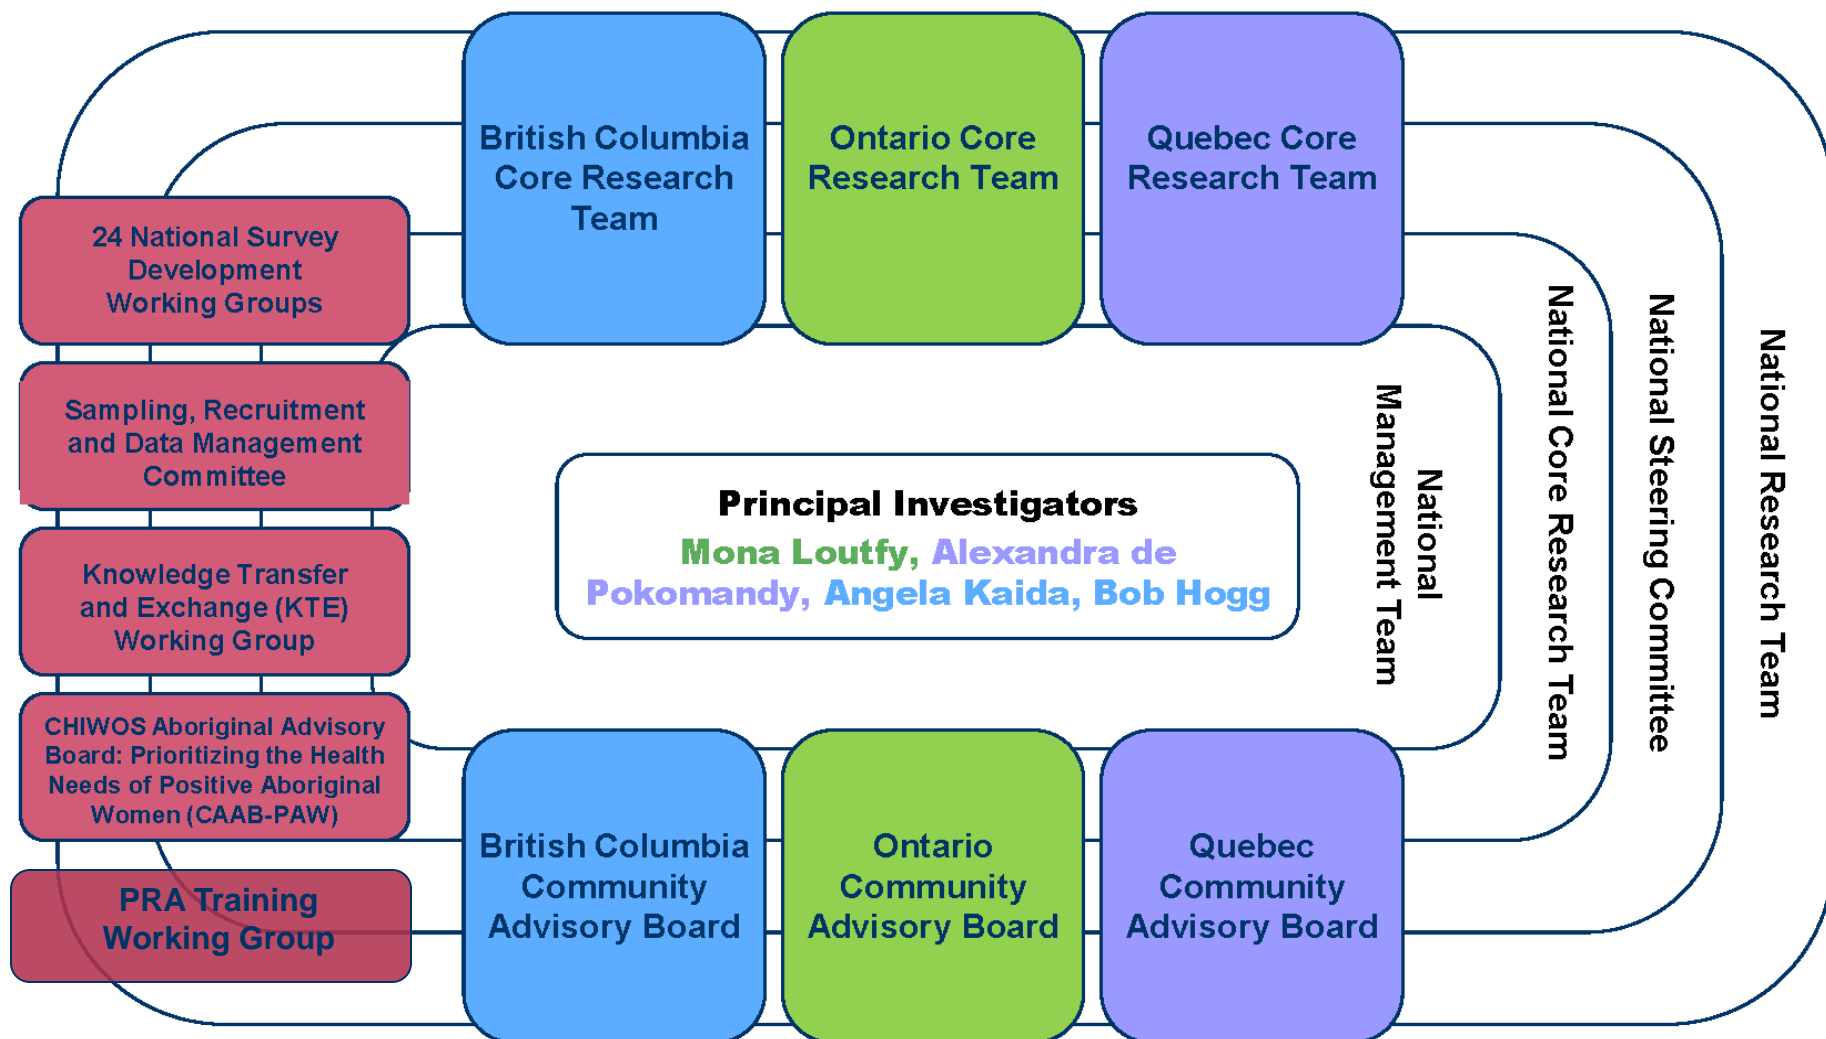 British Columbia
Core Research
Team
Ontario Core
Research Team
Quebec Core
Research Team
24 National Survey
Development
Working Groups
Sampling, Recruitment
and Data Management
Committee
Knowledge Transfer
and Exchange (KTE)
Working Group
CHIWOS Aboriginal Advisory
Board: Prioritizing the Health
Needs of Positive Aboriginal
Women (CAAB-PAW)
PRA Training
Working Group
Principal Investigators
Mona Loutfy, Alexandra de
Pokomandy, Angela Kaida, Bob Hogg
National
Management Team
National Core Research Team
National Steering Committee
National Research Team
British Columbia
Community
Advisory Board
Ontario
Community
Advisory Board
Quebec
Community
Advisory Board